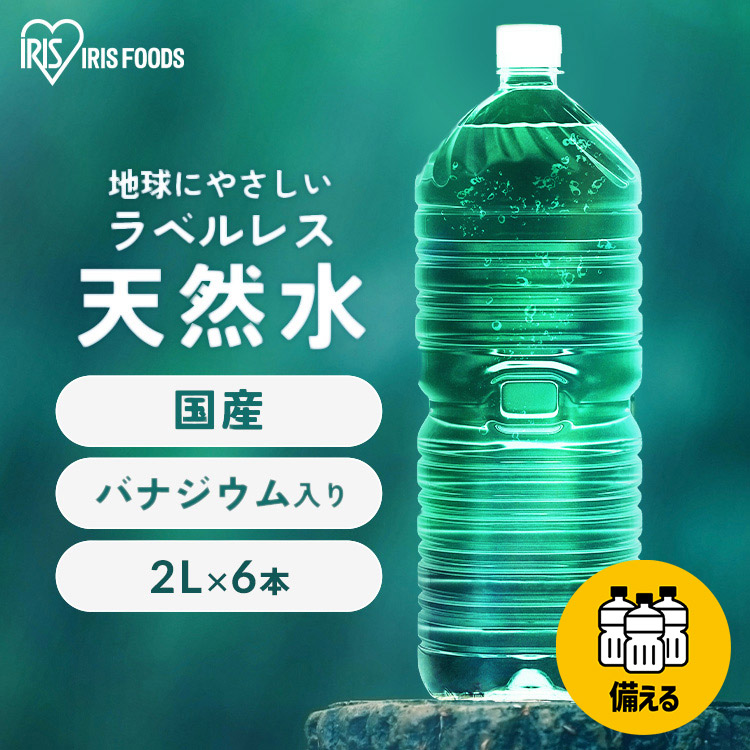 IRIS IRIS FOODS
地球にやさしい
ラベルレス
天然水
国産
バナジウム入り
2L×6本
備える